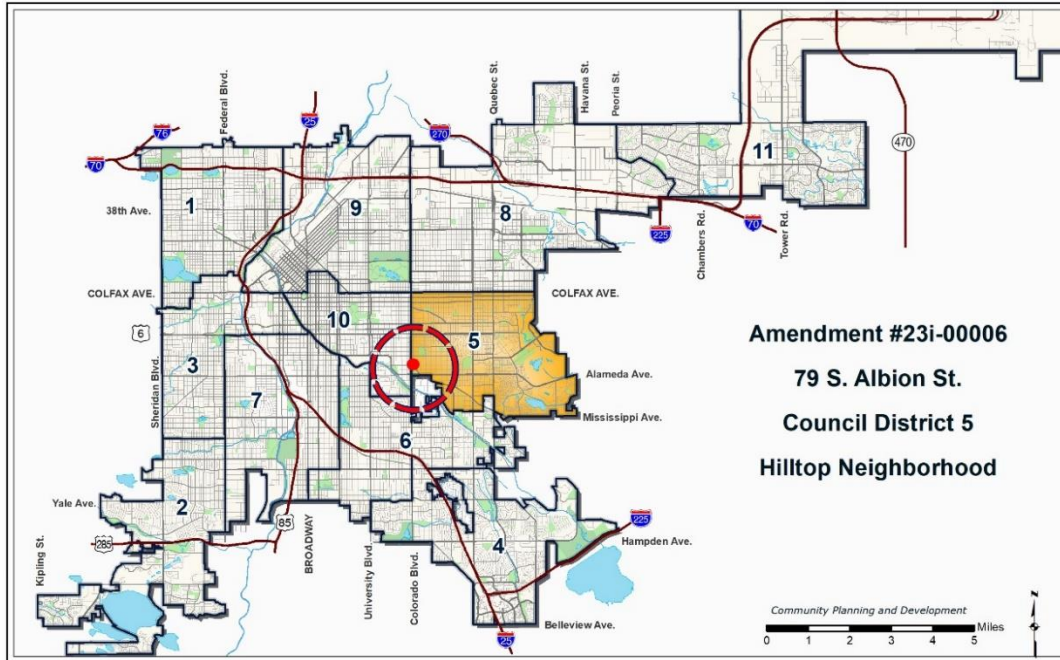 Federal Blvd.
25
76
70
270
Quebec St.
Havana St.
Peoria St.
11
470
1
9
8
38th Ave.
225
Chambers Rd.
70
Tower Rd.
COLFAX AVE.
COLFAX AVE.
6
10
5
3
Sheridan Blvd.
7
Alameda Ave.
Mississippi Ave.
6
Amendment #23i-00006
79 S. Albion St.
Council District 5
Hilltop Neighborhood
2
Yale Ave.
285
85
BROADWAY
Kipling St.
University Blvd.
Colorado Blvd.
4
225
Hampden Ave.
25
Belleview Ave.
Community Planning and Development
Miles
0 1 2 3 4 5
N